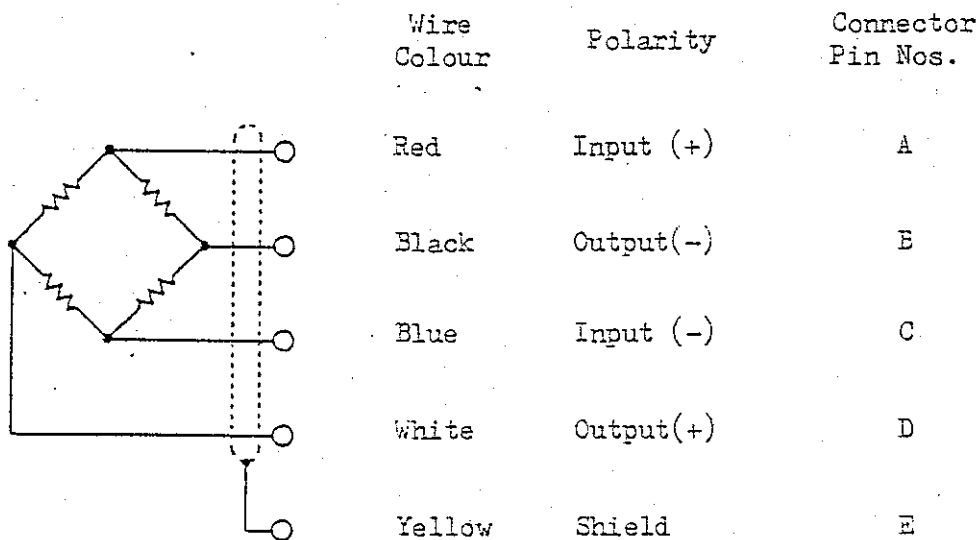 Wire Connector
Colour Polarity Pin Nos.
Red Input (+) A
Black Output(-) B
Blue Input (-) C
White Output(+) D
Yellow Shield E